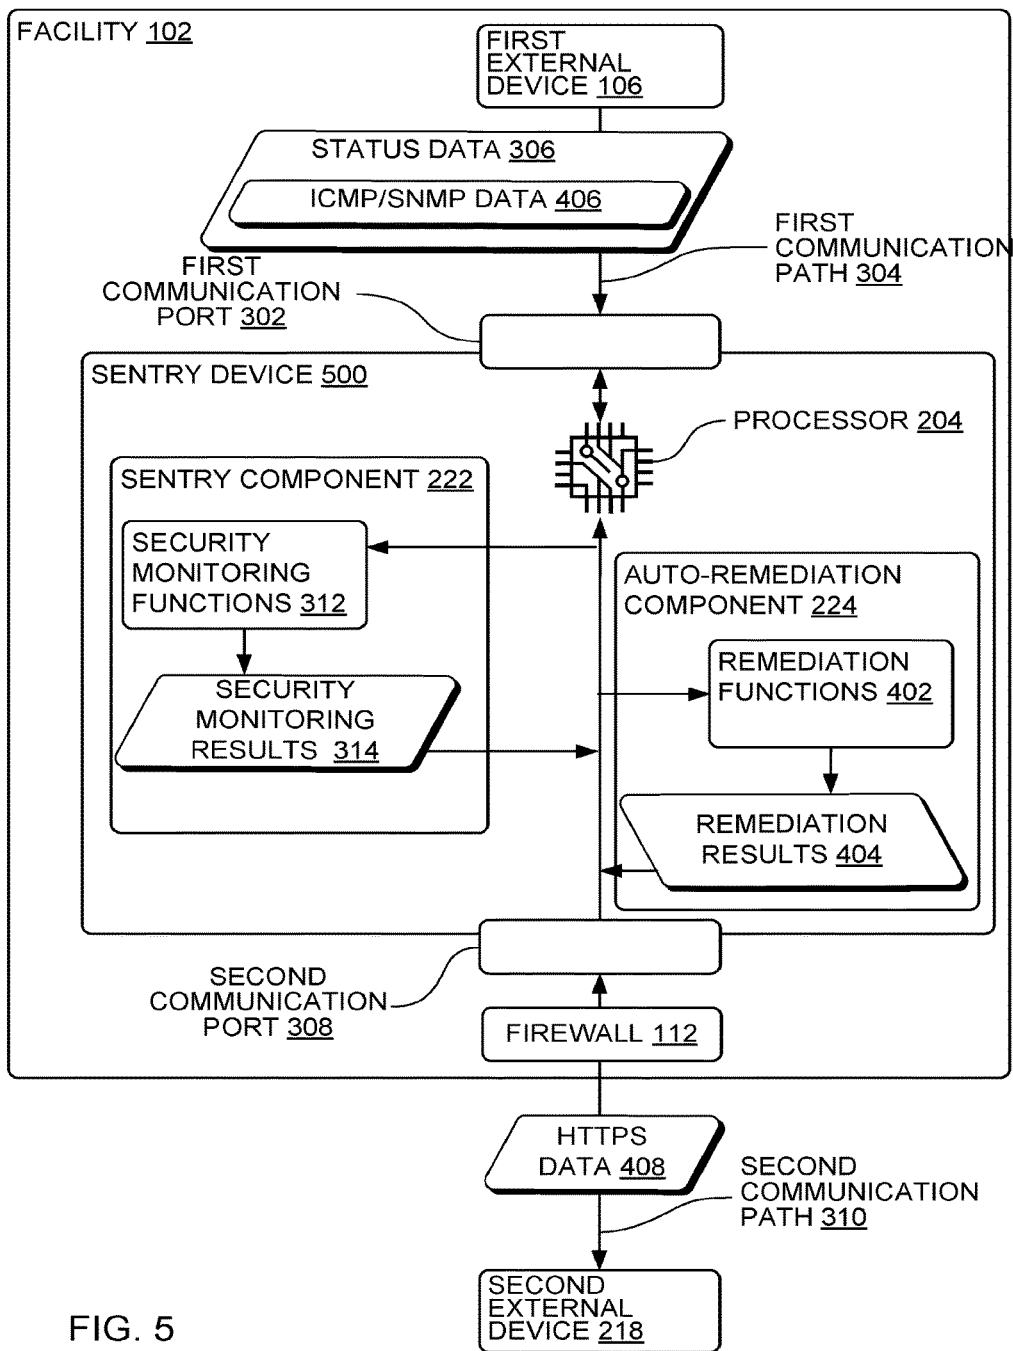 FACILITY 102
FIRST
EXTERNAL
DEVICE 106
STATUS DATA 306
ICMP/SNMP DATA 406
FIRST
COMMUNICATION
PATH 304
FIRST
COMMUNICATION
PORT 302
SENTRY DEVICE 500
PROCESSOR 204
SENTRY COMPONENT 222
SECURITY
MONITORING
FUNCTIONS 312
AUTO-REMEDIATION
COMPONENT 224
REMEDIATION
FUNCTIONS 402
SECURITY
MONITORING
RESULTS 314
REMEDIATION
RESULTS 404
SECOND
COMMUNICATION
PORT 308
FIREWALL 112
HTTPS
DATA 408
SECOND
COMMUNICATION
PATH 310
SECOND
EXTERNAL
DEVICE 218
FIG. 5